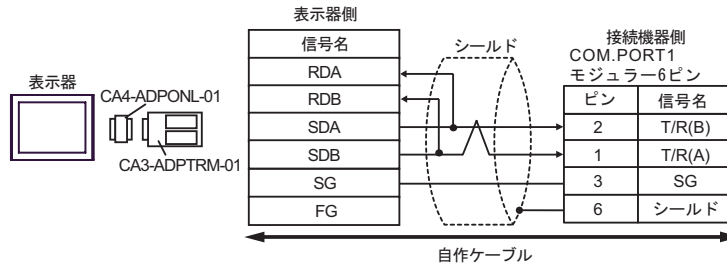 表示器側
信号名
RDA
RDB
SDA
SDB
SG
FG
シールド
接続機器側
COM.PORT1
モジュラー6ピン
ピン 信号名
2 T/R(B)
1 T/R(A)
3 SG
6 シールド
表示器
CA4-ADPONL-01
CA3-ADPTRM-01
自作ケーブル